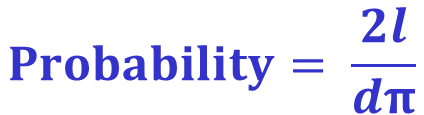 Probability = 2l / dπ